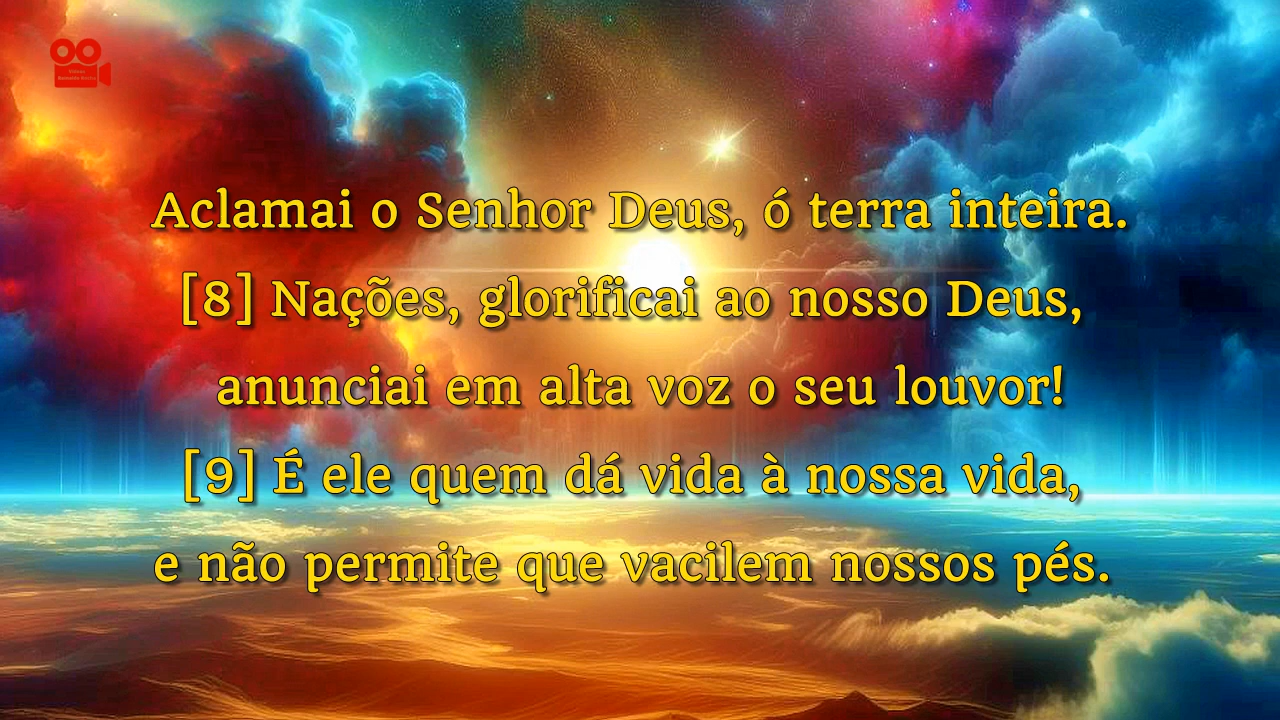 Aclamai o Senhor Deus, ó terra inteira.
[8] Nações, glorificai ao nosso Deus,
anunciai em alta voz o seu louvor!
[9] É ele quem dá vida à nossa vida,
e não permite que vacilem nossos pés.